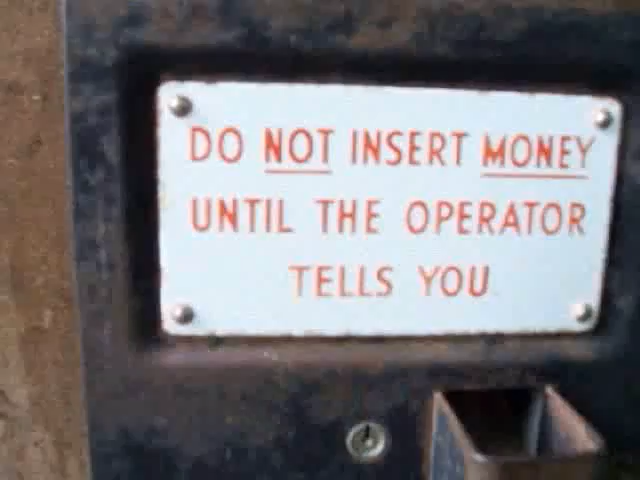 DO NOT INSERT MONEY
UNTIL THE OPERATOR
TELLS YOU